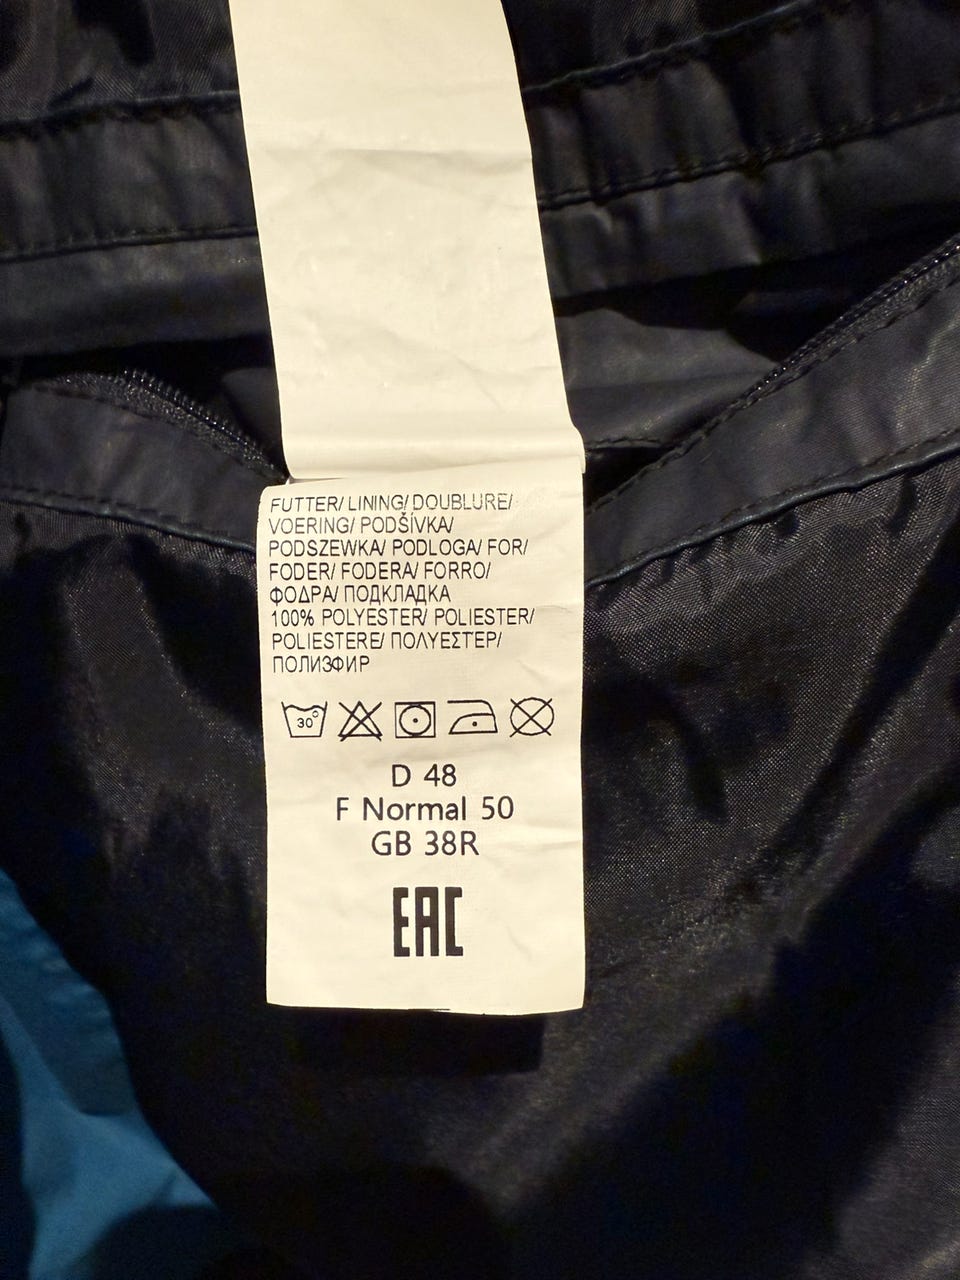 FUTTER/ LINING/ DOUBLURE/
VOERING/ PODŠÍVKA/
PODSZEWKA/ PODLOGA/ FOR/
FODER/ FODERA/ FORRO/
ΦΟΔΡΑ/ ПОДКЛАДКА
100% POLYESTER/ POLIESTER/
POLIESTERE/ ΠΟΛΥΕΣΤΕΡ/
ПОЛИЭФИР
30°
D 48
F Normal 50
GB 38R
EAC